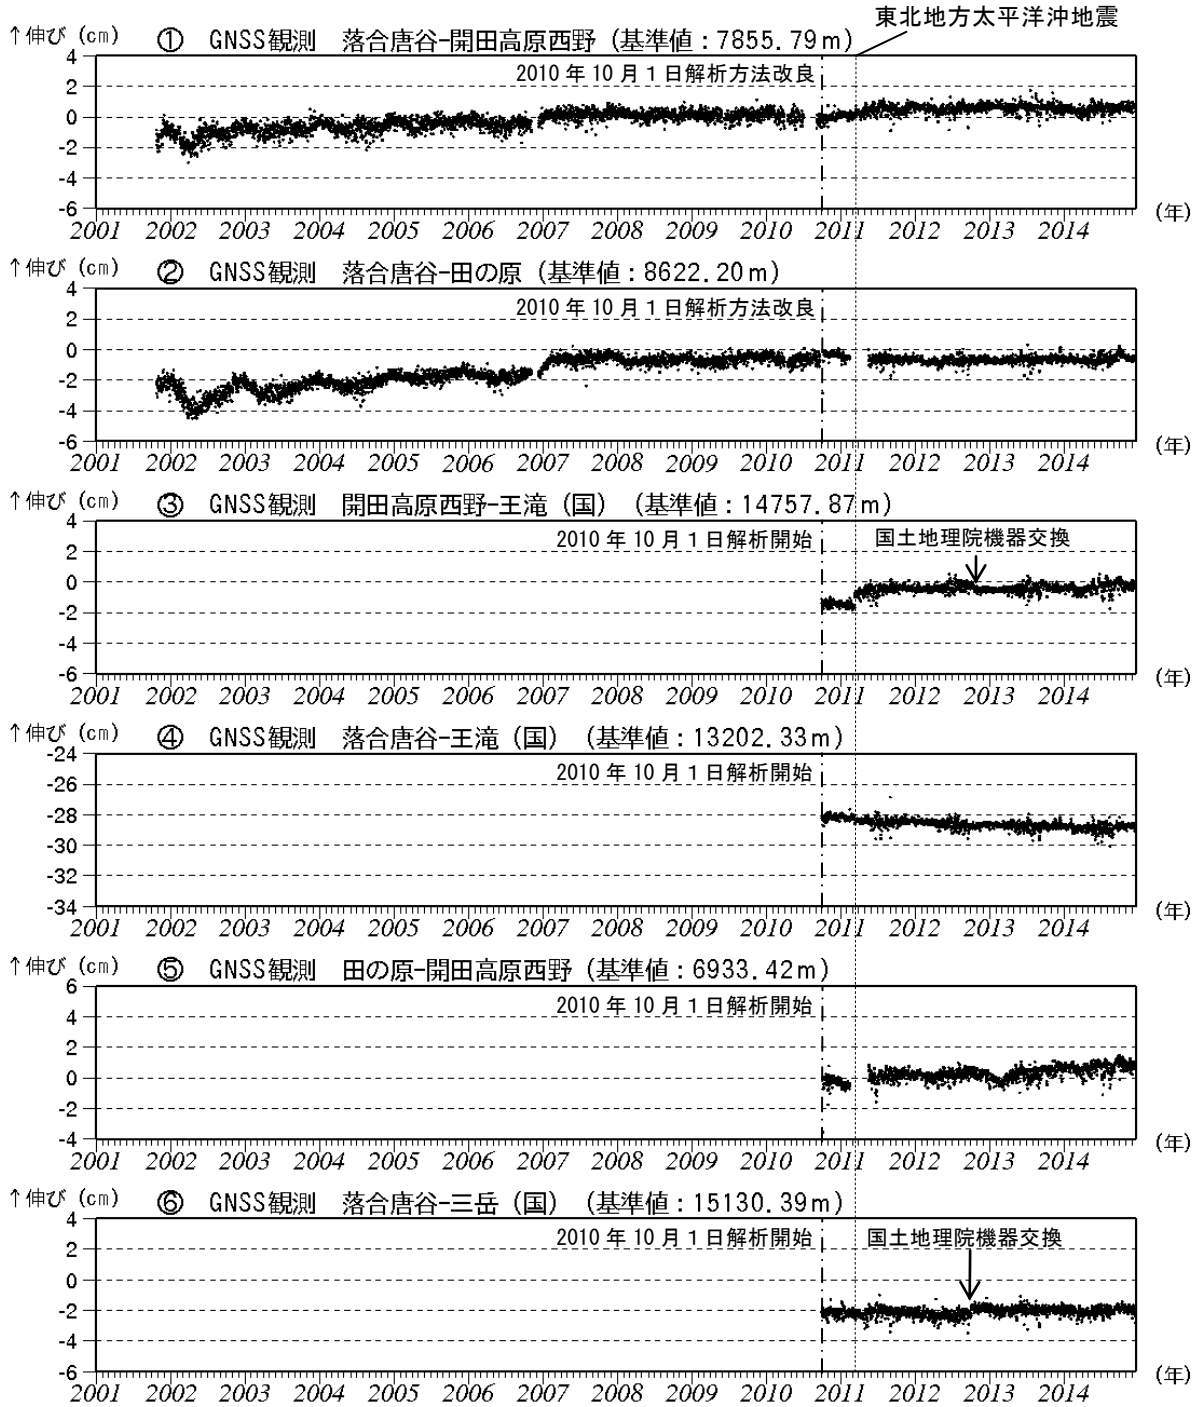 東北地方太平洋沖地震
↑伸び (cm) ① GNSS観測 落合唐谷-開田高原西野 (基準値:7855.79m)
2010年10月1日解析方法改良
4
2
0
-2
-4
-6
2001 2002 2003 2004 2005 2006 2007 2008 2009 2010 2011 2012 2013 2014 (年)
↑伸び (cm) ② GNSS観測 落合唐谷-田の原 (基準値:8622.20m)
2010年10月1日解析方法改良
4
2
0
-2
-4
-6
2001 2002 2003 2004 2005 2006 2007 2008 2009 2010 2011 2012 2013 2014 (年)
↑伸び (cm) ③ GNSS観測 開田高原西野-王滝 (国) (基準値:14757.87m)
2010年10月1日解析開始 国土地理院機器交換
4
2
0
-2
-4
-6
2001 2002 2003 2004 2005 2006 2007 2008 2009 2010 2011 2012 2013 2014 (年)
↑伸び (cm) ④ GNSS観測 落合唐谷-王滝 (国) (基準値:13202.33m)
2010年10月1日解析開始
-24
-26
-28
-30
-32
-34
2001 2002 2003 2004 2005 2006 2007 2008 2009 2010 2011 2012 2013 2014 (年)
↑伸び (cm) ⑤ GNSS観測 田の原-開田高原西野 (基準値:6933.42m)
2010年10月1日解析開始
6
4
2
0
-2
-4
2001 2002 2003 2004 2005 2006 2007 2008 2009 2010 2011 2012 2013 2014 (年)
↑伸び (cm) ⑥ GNSS観測 落合唐谷-三岳 (国) (基準値:15130.39m)
2010年10月1日解析開始 国土地理院機器交換
4
2
0
-2
-4
-6
2001 2002 2003 2004 2005 2006 2007 2008 2009 2010 2011 2012 2013 2014 (年)